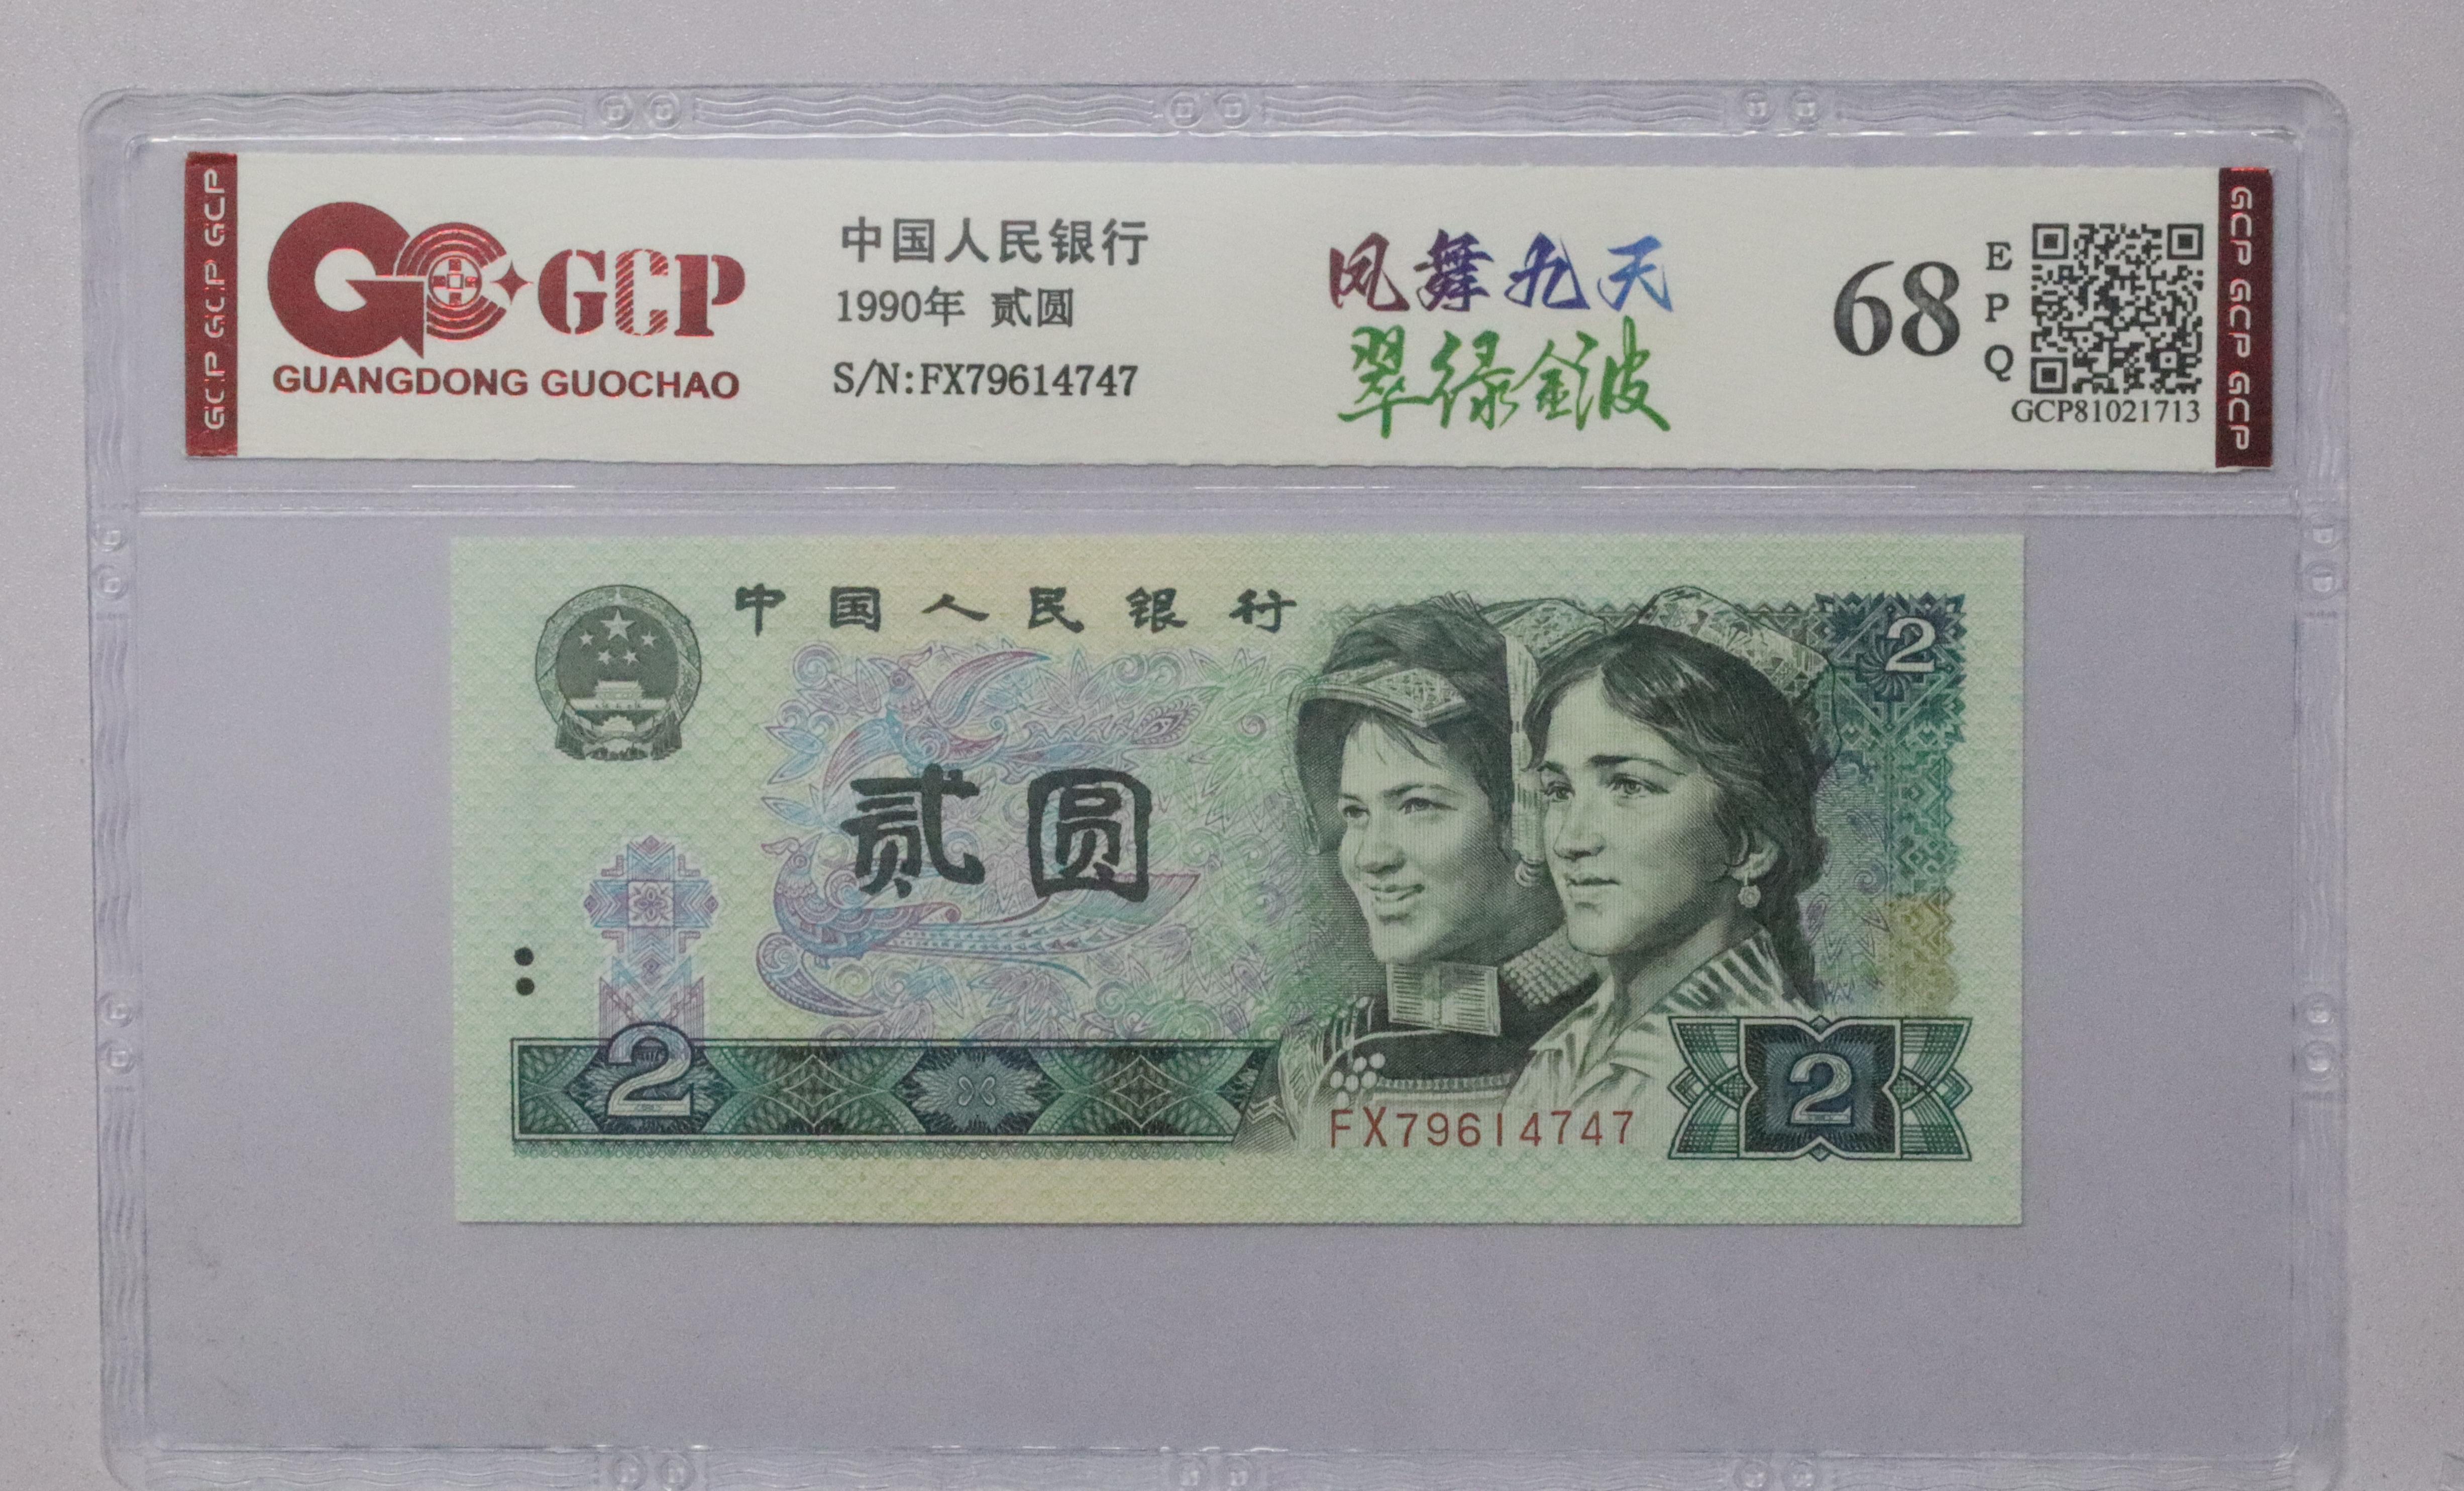 GCP GCP GCP
GCP
GUANGDONG GUOCHAO
中国人民银行
1990年 贰圆
S/N:FX79614747
凤舞九天
翠绿金波
68
E
P
Q
GCP81021713
GCP GCP GCP
中国人民银行
2
贰圆
2
FX79614747
2